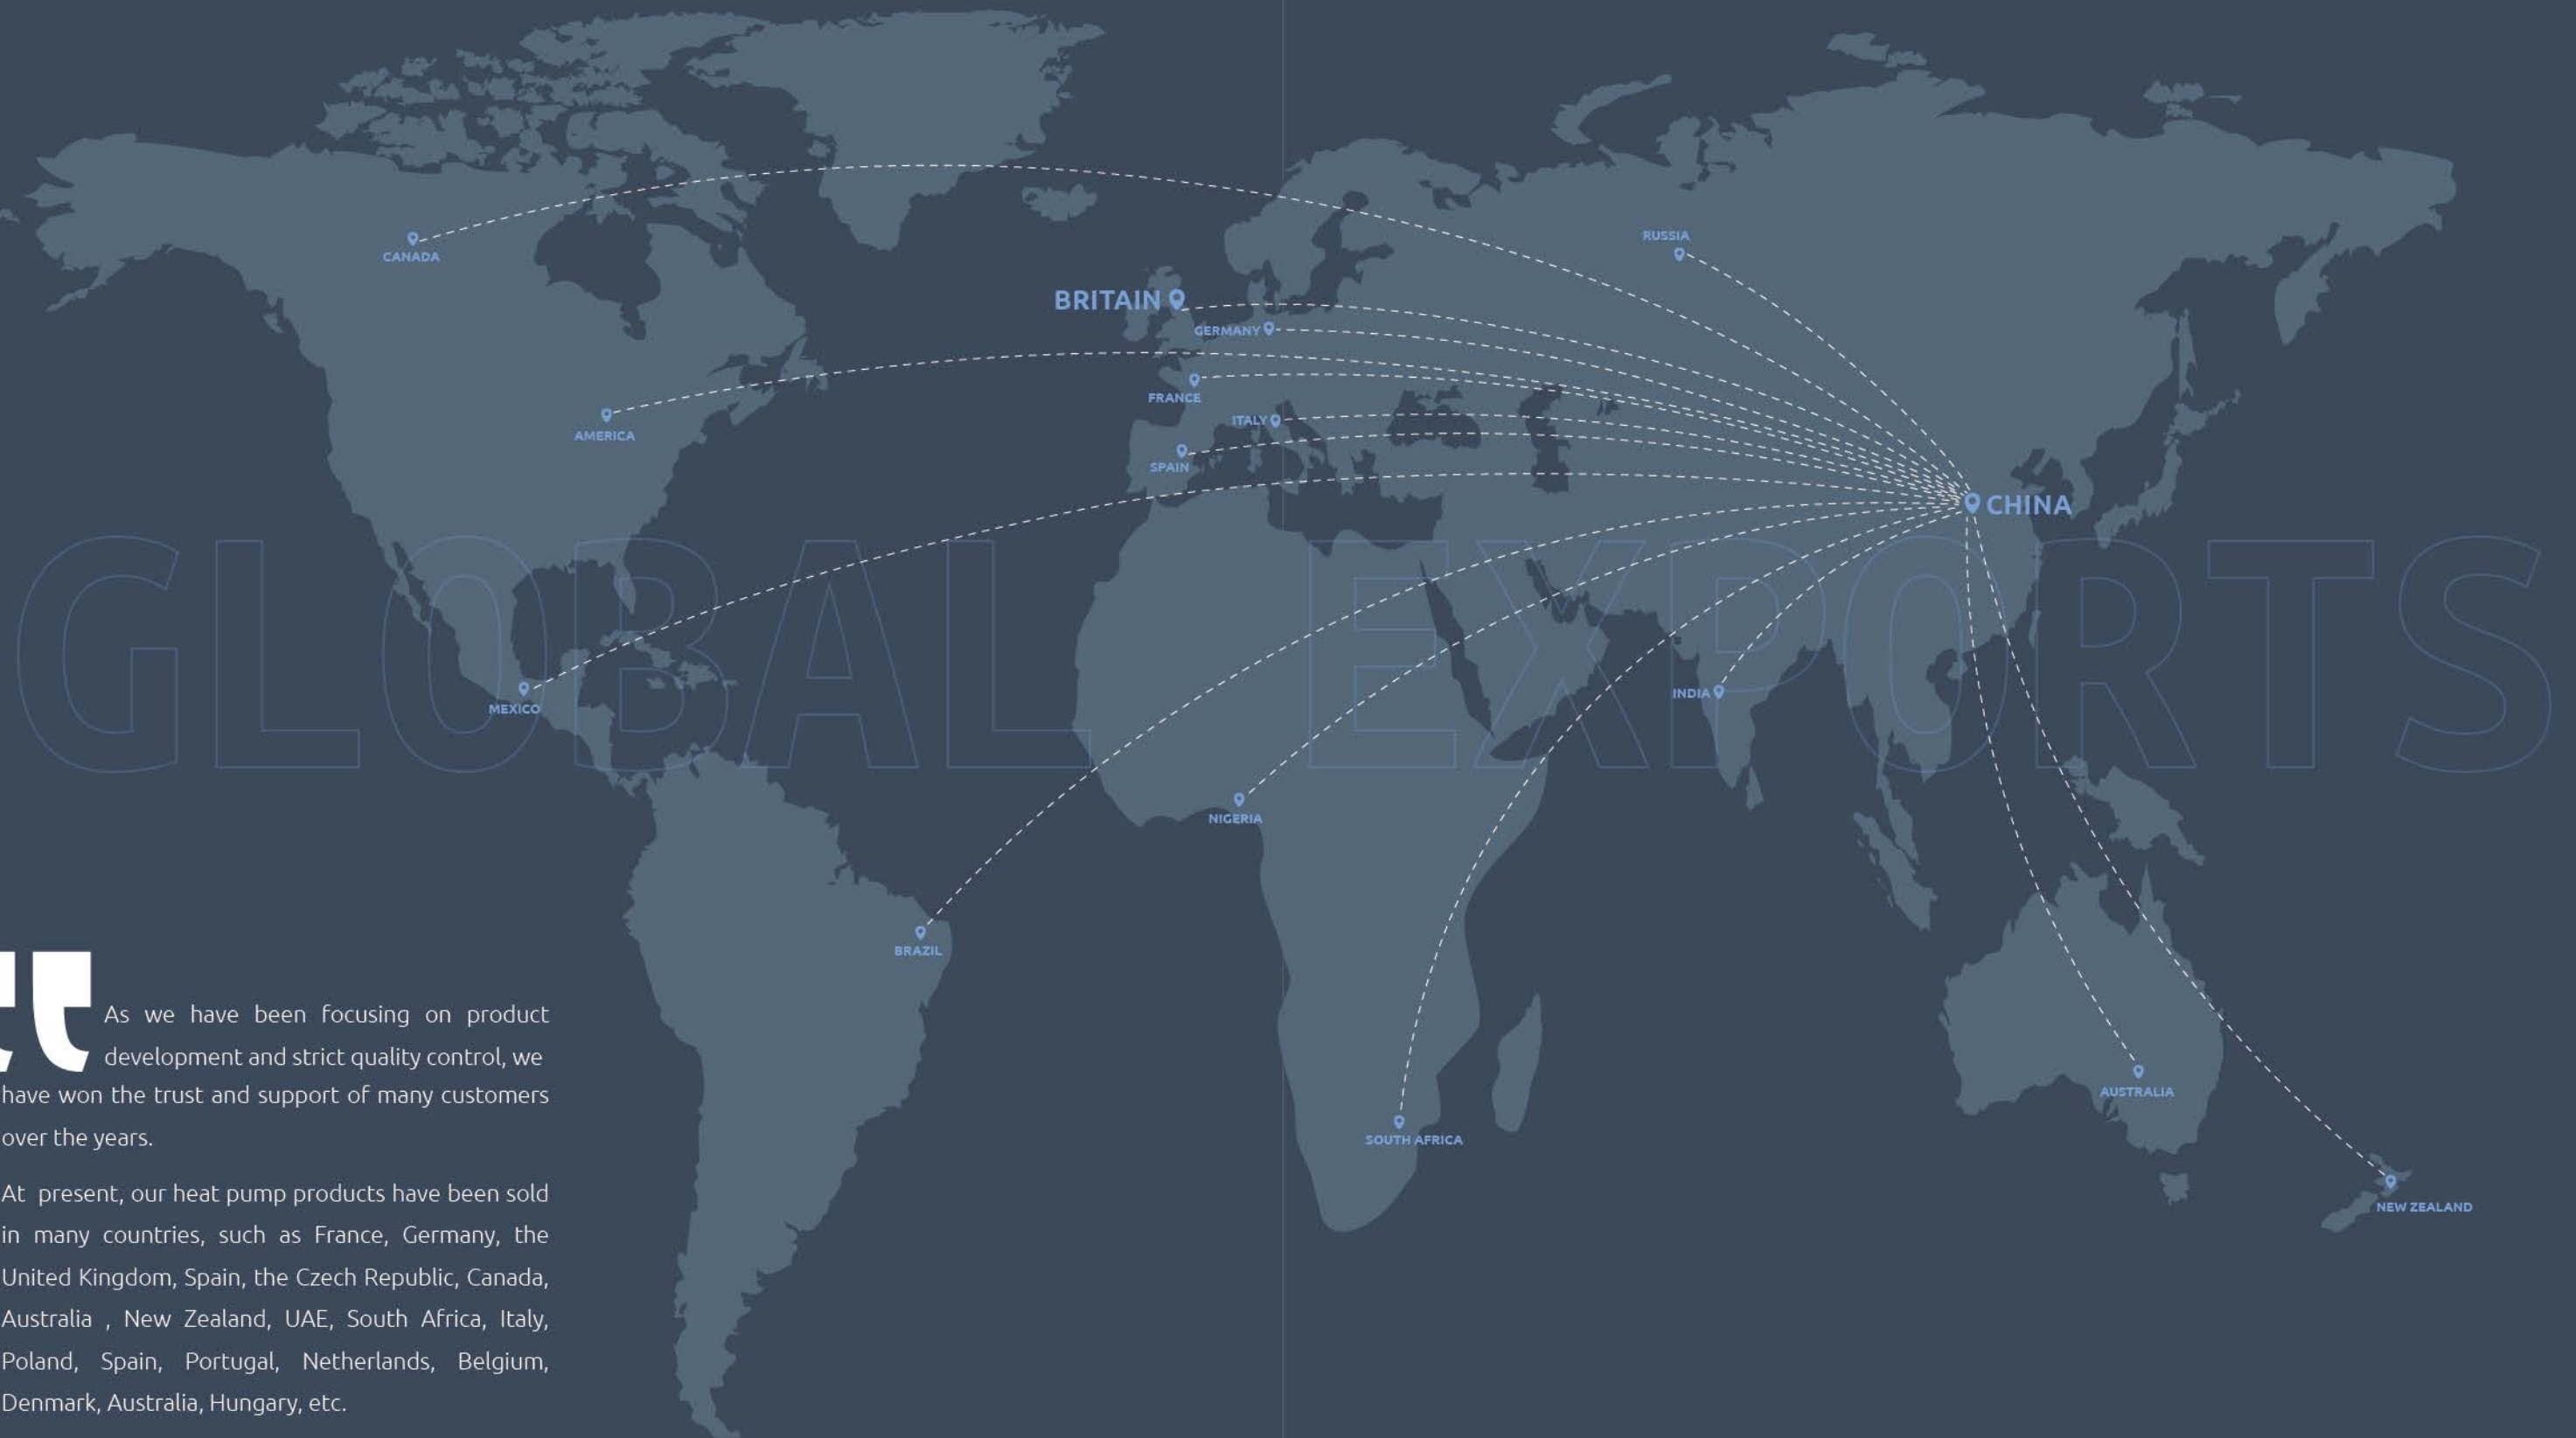 CANADA
RUSSIA
BRITAIN
GERMANY
FRANCE
ITALY
AMERICA
SPAIN
CHINA
GLOBAL EXPORTS
INDIA
MEXICO
NIGERIA
BRAZIL
AUSTRALIA
SOUTH AFRICA
NEW ZEALAND
As we have been focusing on product
development and strict quality control, we
have won the trust and support of many customers
over the years.
At present, our heat pump products have been sold
in many countries, such as France, Germany, the
United Kingdom, Spain, the Czech Republic, Canada,
Australia , New Zealand, UAE, South Africa, Italy,
Poland, Spain, Portugal, Netherlands, Belgium,
Denmark, Australia, Hungary, etc.